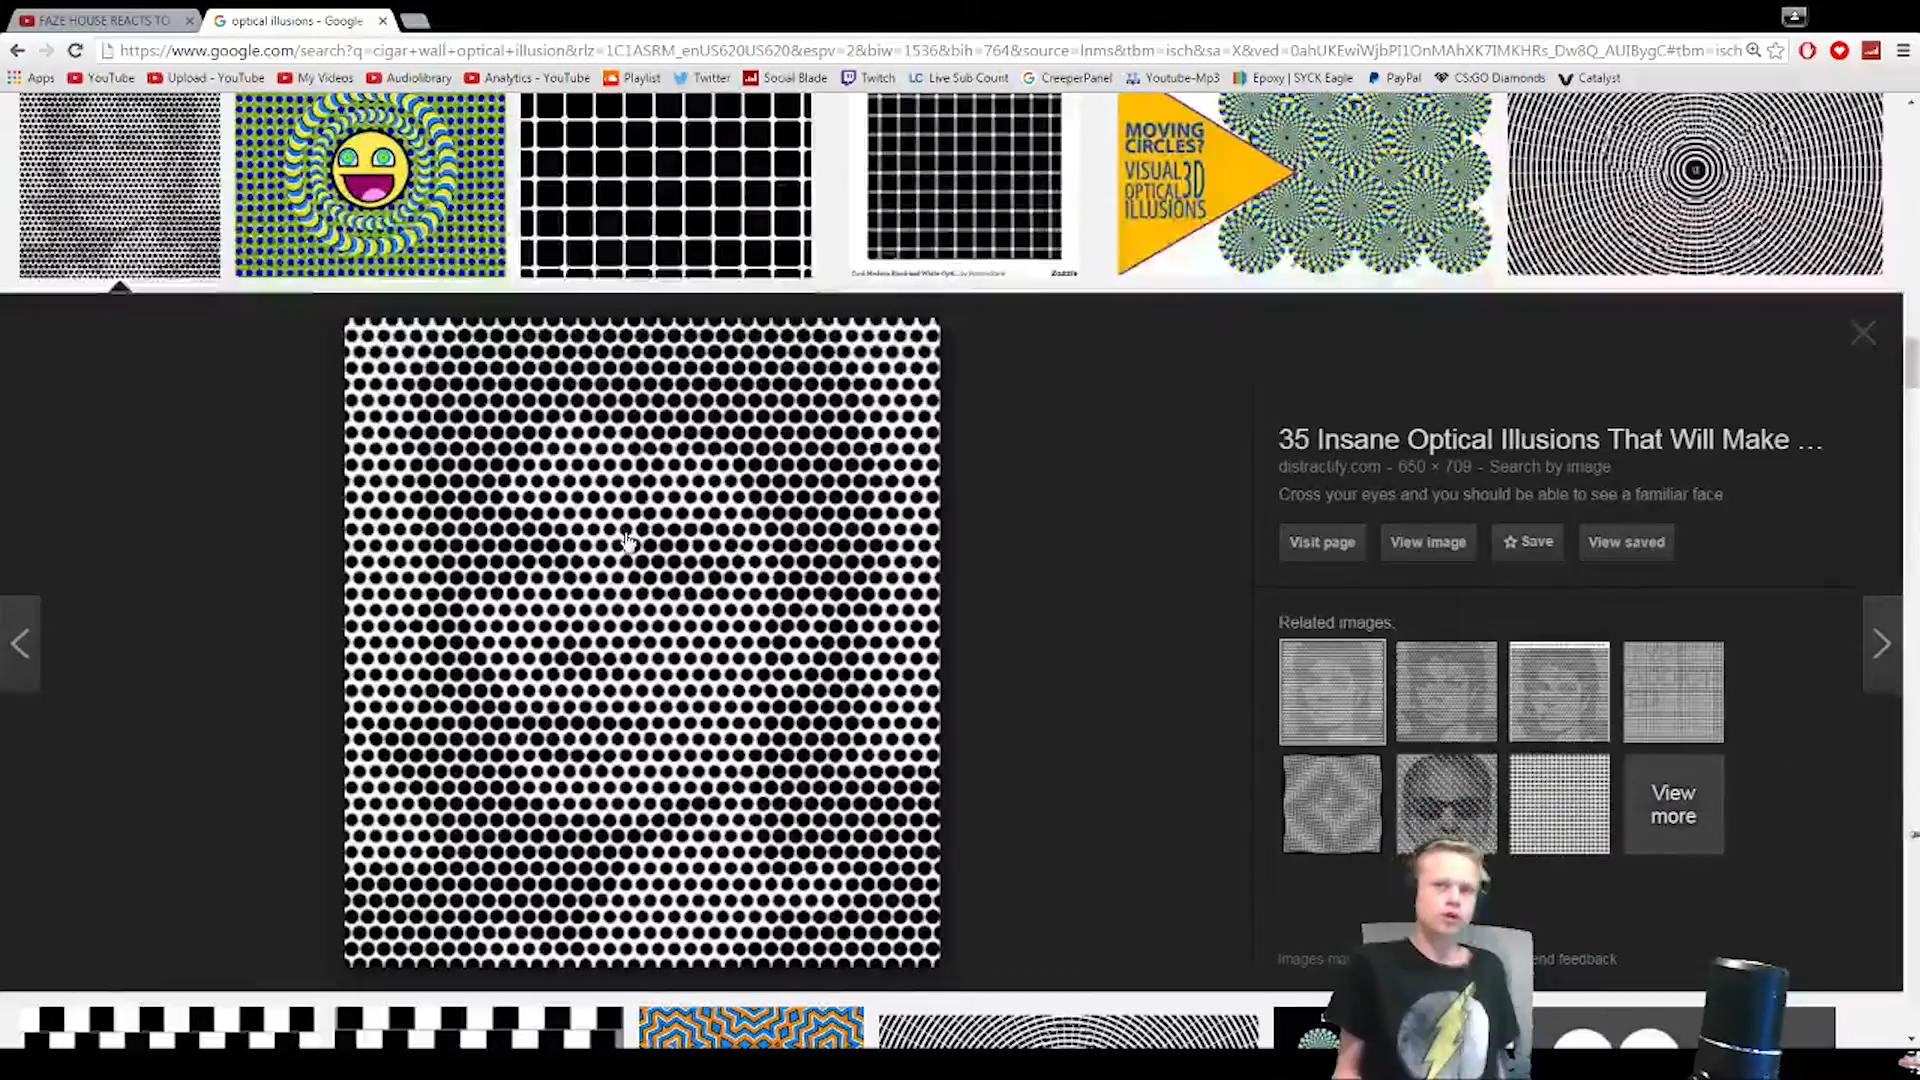 FAZE HOUSE REACTS TO
optical illusions - Google
https://www.google.com/search?q=cigar+wall+optical+illusion&rlz=1C1ASRM_enUS620US620&espv=2&biw=1536&bih=764&source=lnms&tbm=isch&sa=X&ved=0ahUKEwiWjbPI1OnMAhXK7IMKHRs_Dw8Q_AUIBygC#tbm=isch
Apps YouTube Upload - YouTube My Videos Audiolibrary Analytics - YouTube Playlist Twitter Social Blade Twitch LC Live Sub Count CreeperPanel Youtube-Mp3 Epoxy | SYCK Eagle PayPal CS:GO Diamonds Catalyst
MOVING
CIRCLES?
VISUAL 3D
OPTICAL
ILLUSIONS
Zazzle
35 Insane Optical Illusions That Will Make ...
distractify.com - 650 × 709 - Search by image
Cross your eyes and you should be able to see a familiar face
Visit page View image Save View saved
Related images:
View
more
Images feedback